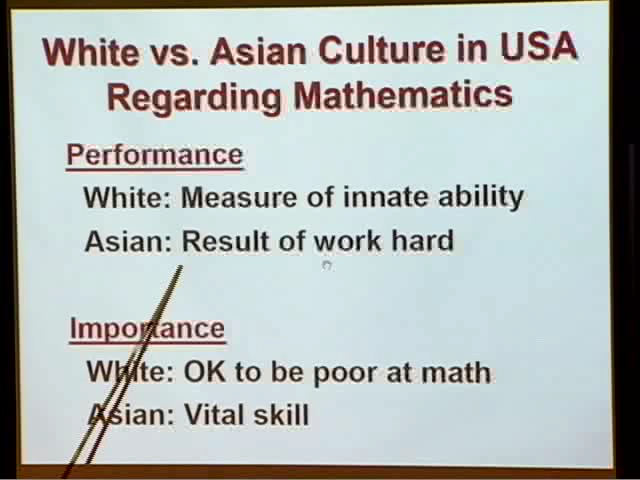 White vs. Asian Culture in USA
Regarding Mathematics
Performance
White: Measure of innate ability
Asian: Result of work hard
Importance
White: OK to be poor at math
Asian: Vital skill